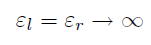 ε_l = ε_r → ∞